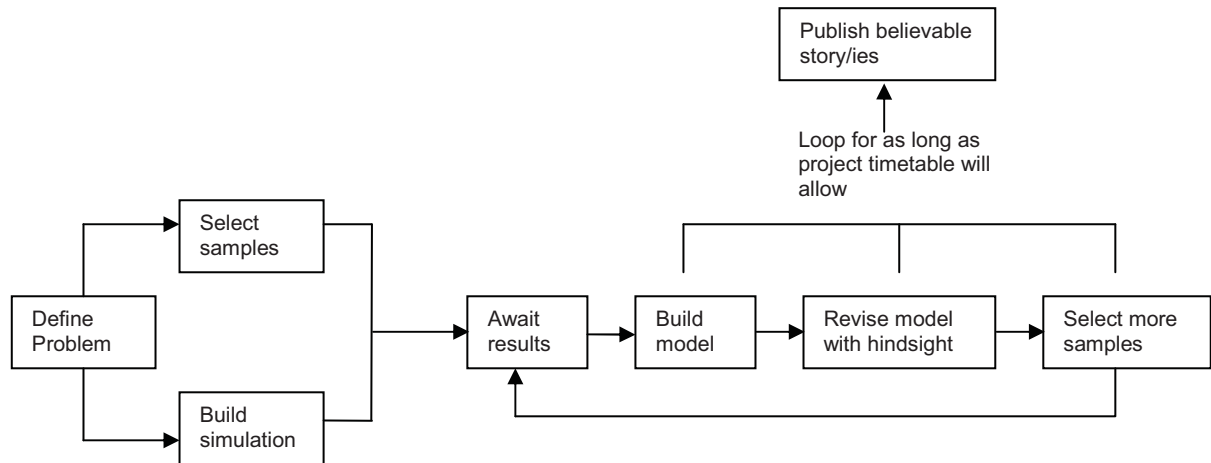 Publish believable
story/ies
Loop for as long as
project timetable will
allow
Select
samples
Define
Problem
Await
results
Build
model
Revise model
with hindsight
Select more
samples
Build
simulation